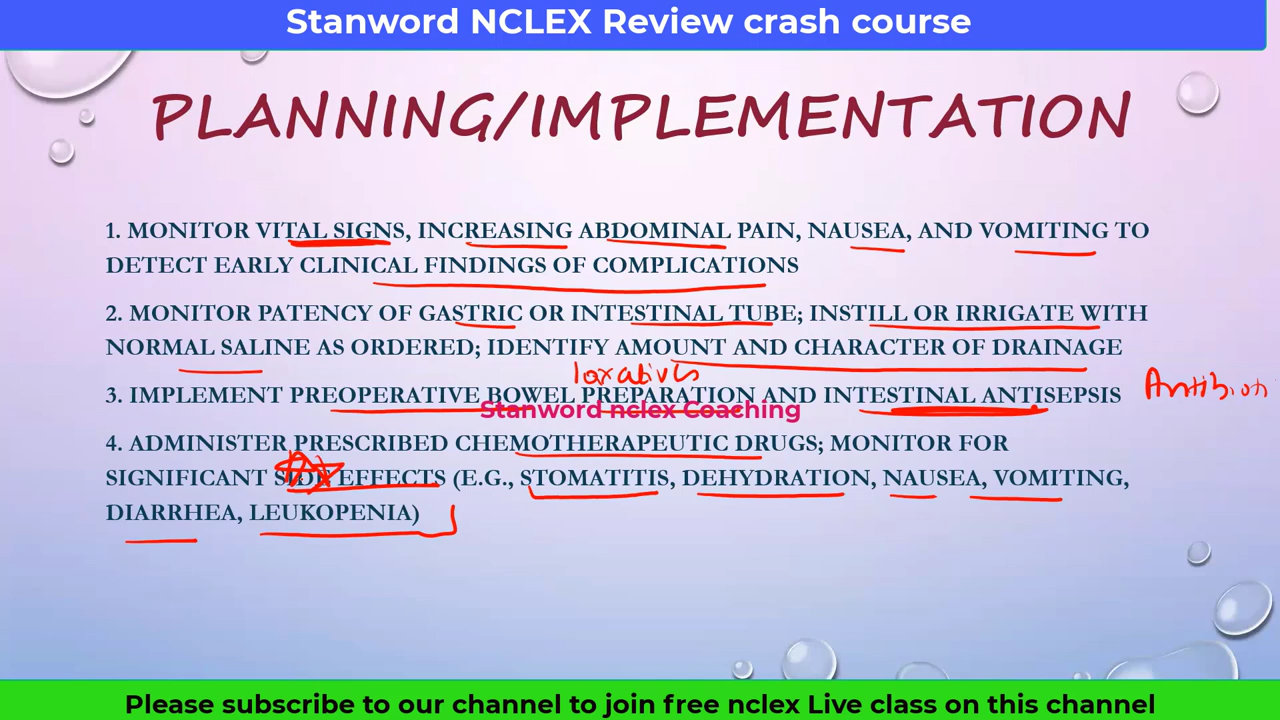 Stanword NCLEX Review crash course
PLANNING/IMPLEMENTATION
1. MONITOR VITAL SIGNS, INCREASING ABDOMINAL PAIN, NAUSEA, AND VOMITING TO
DETECT EARLY CLINICAL FINDINGS OF COMPLICATIONS
2. MONITOR PATENCY OF GASTRIC OR INTESTINAL TUBE; INSTILL OR IRRIGATE WITH
NORMAL SALINE AS ORDERED; IDENTIFY AMOUNT AND CHARACTER OF DRAINAGE
laxatives
3. IMPLEMENT PREOPERATIVE BOWEL PREPARATION AND INTESTINAL ANTISEPSIS Antibiot
Stanword nclex Coaching
4. ADMINISTER PRESCRIBED CHEMOTHERAPEUTIC DRUGS; MONITOR FOR
SIGNIFICANT SIDE EFFECTS (E.G., STOMATITIS, DEHYDRATION, NAUSEA, VOMITING,
DIARRHEA, LEUKOPENIA)
Please subscribe to our channel to join free nclex Live class on this channel